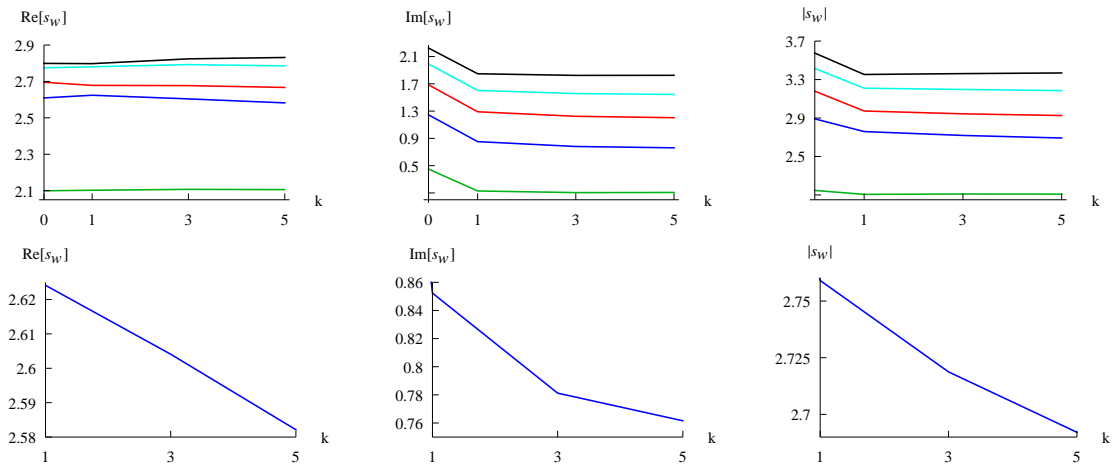 Re[s_W]
2.9
2.7
2.5
2.3
2.1
0 1 3 5 k
Im[s_W]
2.1
1.7
1.3
0.9
0.5
0 1 3 5 k
|s_W|
3.7
3.3
2.9
2.5
1 3 5 k
Re[s_W]
2.62
2.61
2.6
2.59
2.58
1 3 5 k
Im[s_W]
0.86
0.84
0.82
0.8
0.78
0.76
1 3 5 k
|s_W|
2.75
2.725
2.7
1 3 5 k